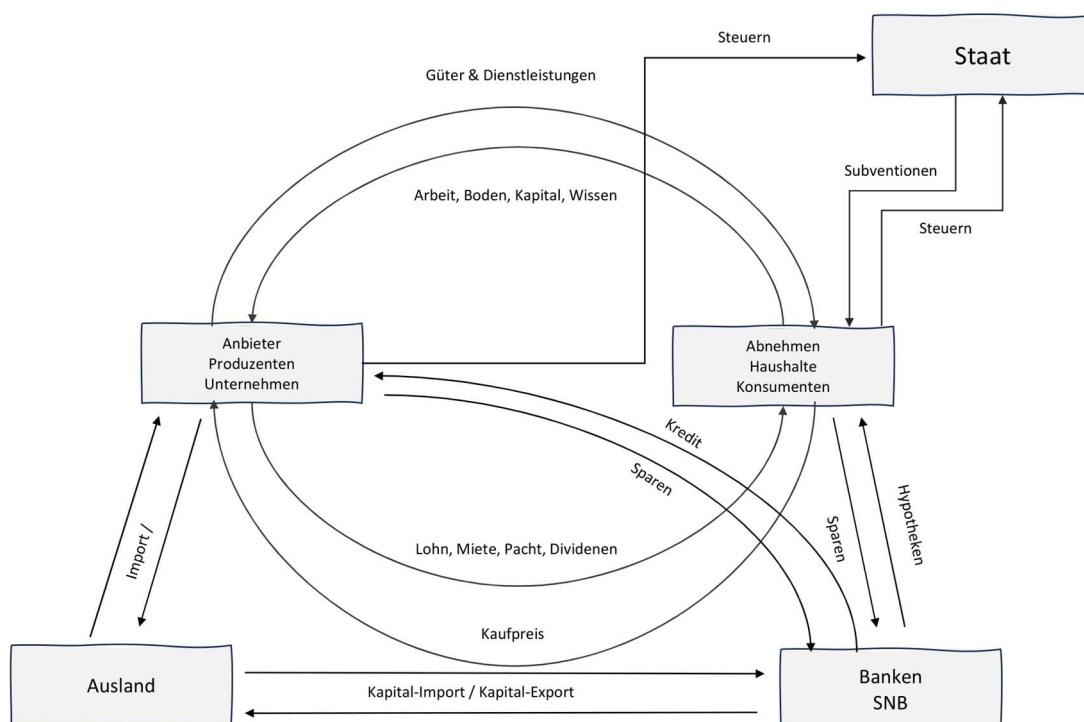 Steuern
Staat
Güter & Dienstleistungen
Subventionen
Arbeit, Boden, Kapital, Wissen
Steuern
Anbieter
Produzenten
Unternehmen
Abnehmen
Haushalte
Konsumenten
Kredit
Sparen
Import /
Sparen
Hypotheken
Lohn, Miete, Pacht, Dividenen
Kaufpreis
Ausland
Kapital-Import / Kapital-Export
Banken
SNB